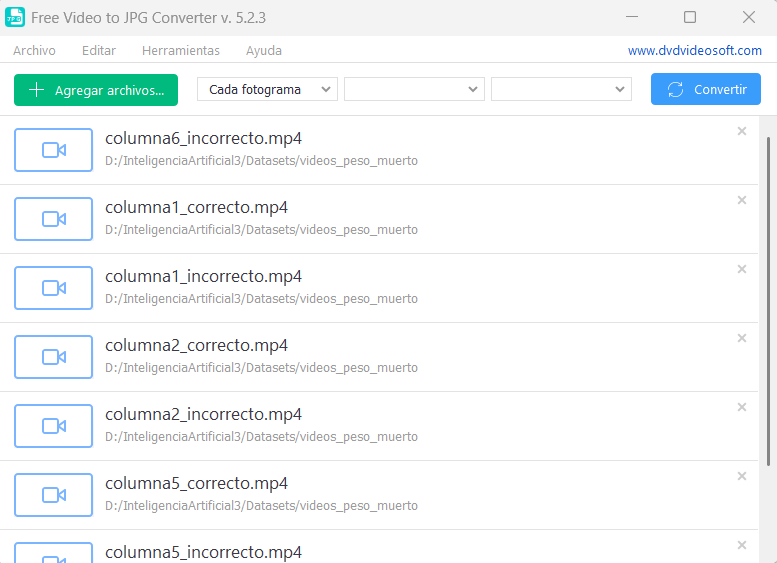 Free Video to JPG Converter v. 5.2.3
Archivo Editar Herramientas Ayuda www.dvdvideosoft.com
Agregar archivos... Cada fotograma Convertir
columna6_incorrecto.mp4
D:/InteligenciaArtificial3/Datasets/videos_peso_muerto
columna1_correcto.mp4
D:/InteligenciaArtificial3/Datasets/videos_peso_muerto
columna1_incorrecto.mp4
D:/InteligenciaArtificial3/Datasets/videos_peso_muerto
columna2_correcto.mp4
D:/InteligenciaArtificial3/Datasets/videos_peso_muerto
columna2_incorrecto.mp4
D:/InteligenciaArtificial3/Datasets/videos_peso_muerto
columna5_correcto.mp4
D:/InteligenciaArtificial3/Datasets/videos_peso_muerto
columna5_incorrecto.mp4